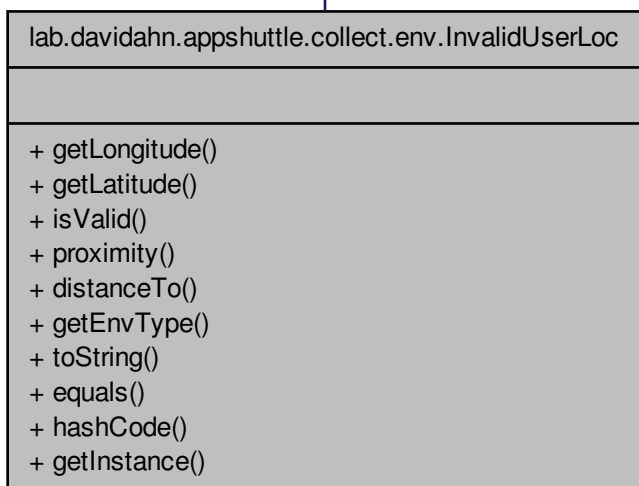 lab.davidahn.appshuttle.collect.env.InvalidUserLoc
+ getLongitude()
+ getLatitude()
+ isValid()
+ proximity()
+ distanceTo()
+ getEnvType()
+ toString()
+ equals()
+ hashCode()
+ getInstance()